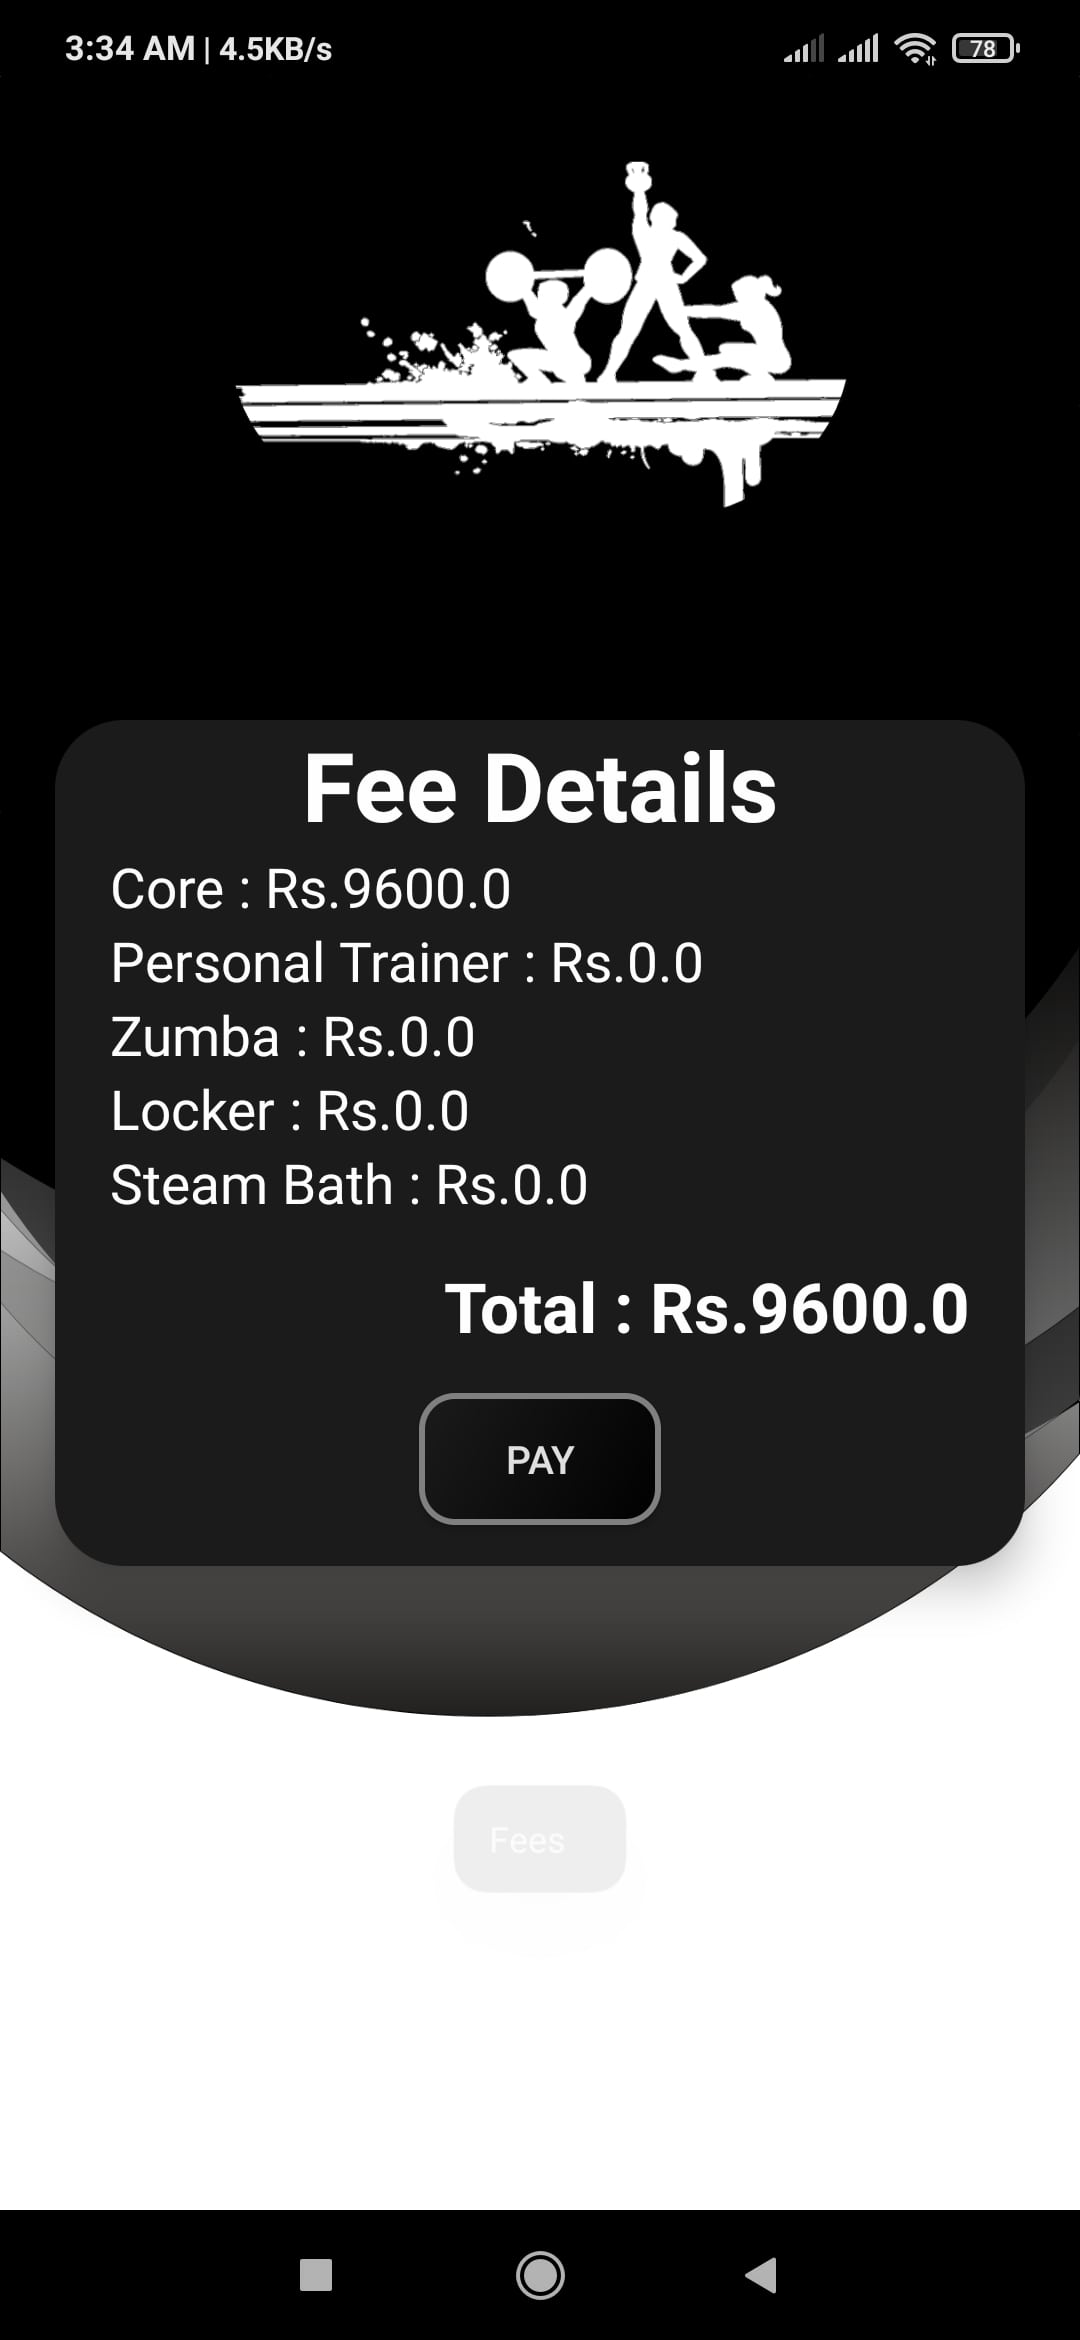 3:34 AM | 4.5KB/s
78
Fee Details
Core : Rs.9600.0
Personal Trainer : Rs.0.0
Zumba : Rs.0.0
Locker : Rs.0.0
Steam Bath : Rs.0.0
Total : Rs.9600.0
PAY
Fees